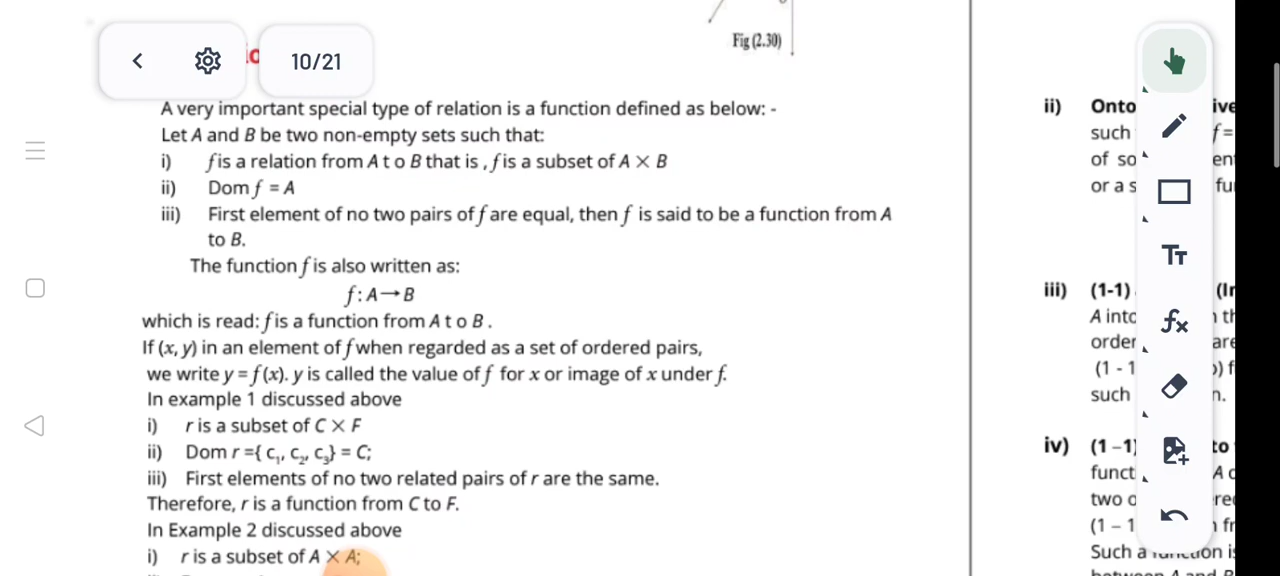 Fig (2.30)
10/21
A very important special type of relation is a function defined as below: -
Let A and B be two non-empty sets such that:
i) f is a relation from A t o B that is , f is a subset of A × B
ii) Dom f = A
iii) First element of no two pairs of f are equal, then f is said to be a function from A
to B.
The function f is also written as:
f : A → B
which is read: f is a function from A t o B .
If (x, y) in an element of f when regarded as a set of ordered pairs,
we write y = f (x). y is called the value of f for x or image of x under f.
In example 1 discussed above
i) r is a subset of C × F
ii) Dom r ={ c₁, c₂, c₃} = C;
iii) First elements of no two related pairs of r are the same.
Therefore, r is a function from C to F.
In Example 2 discussed above
i) r is a subset of A × A;
ii) Onto
such f =
of so
or a s
iii) (1-1)
A into
order
(1 - 1
such
iv) (1 –1) to
funct A
two o
(1 – 1
Such a function is
Tт
fx